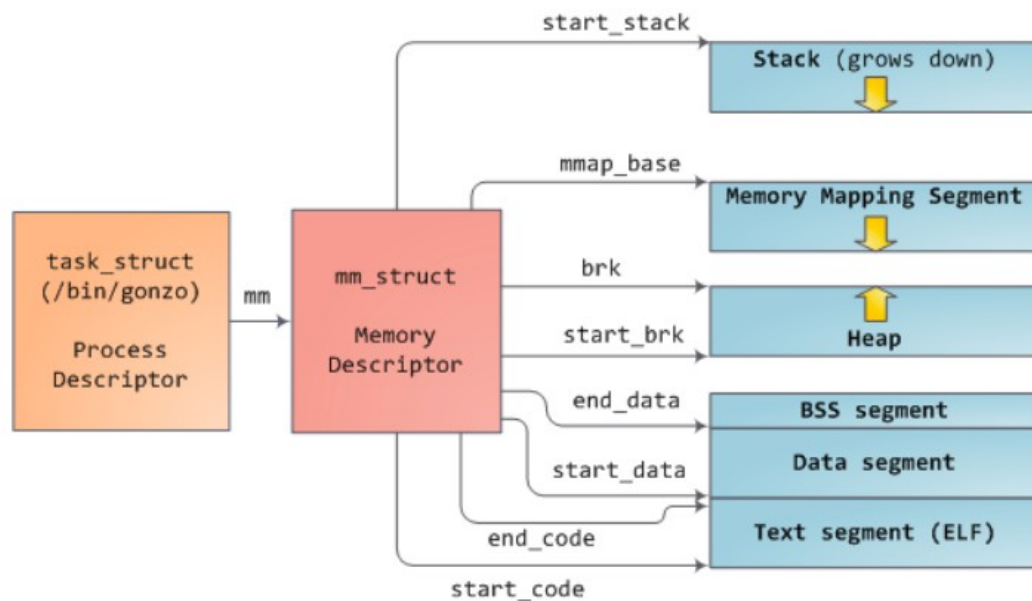 start_stack
Stack (grows down)
mmap_base
Memory Mapping Segment
task_struct
(/bin/gonzo)
Process
Descriptor
mm
mm_struct
Memory
Descriptor
brk
start_brk
Heap
end_data
BSS segment
start_data
Data segment
end_code
Text segment (ELF)
start_code